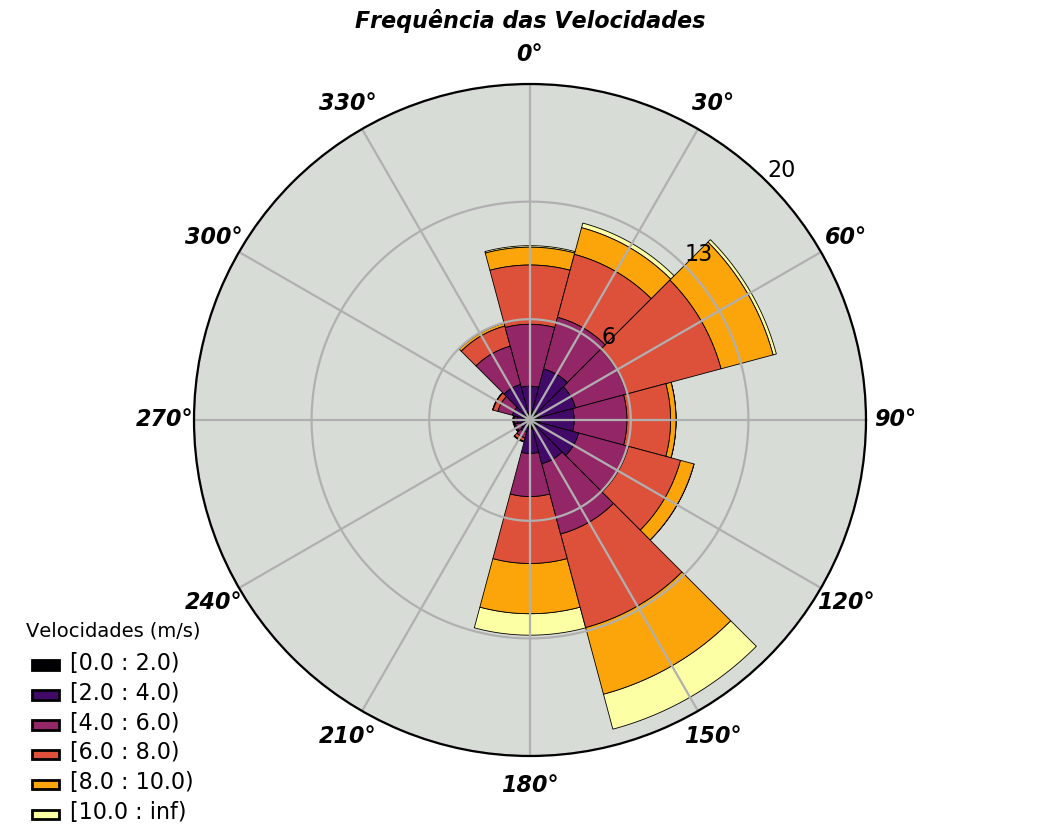 Frequência das Velocidades
0°
330°
30°
20
300°
60°
13
6
270°
90°
240°
120°
210°
150°
180°
Velocidades (m/s)
[0.0 : 2.0)
[2.0 : 4.0)
[4.0 : 6.0)
[6.0 : 8.0)
[8.0 : 10.0)
[10.0 : inf)